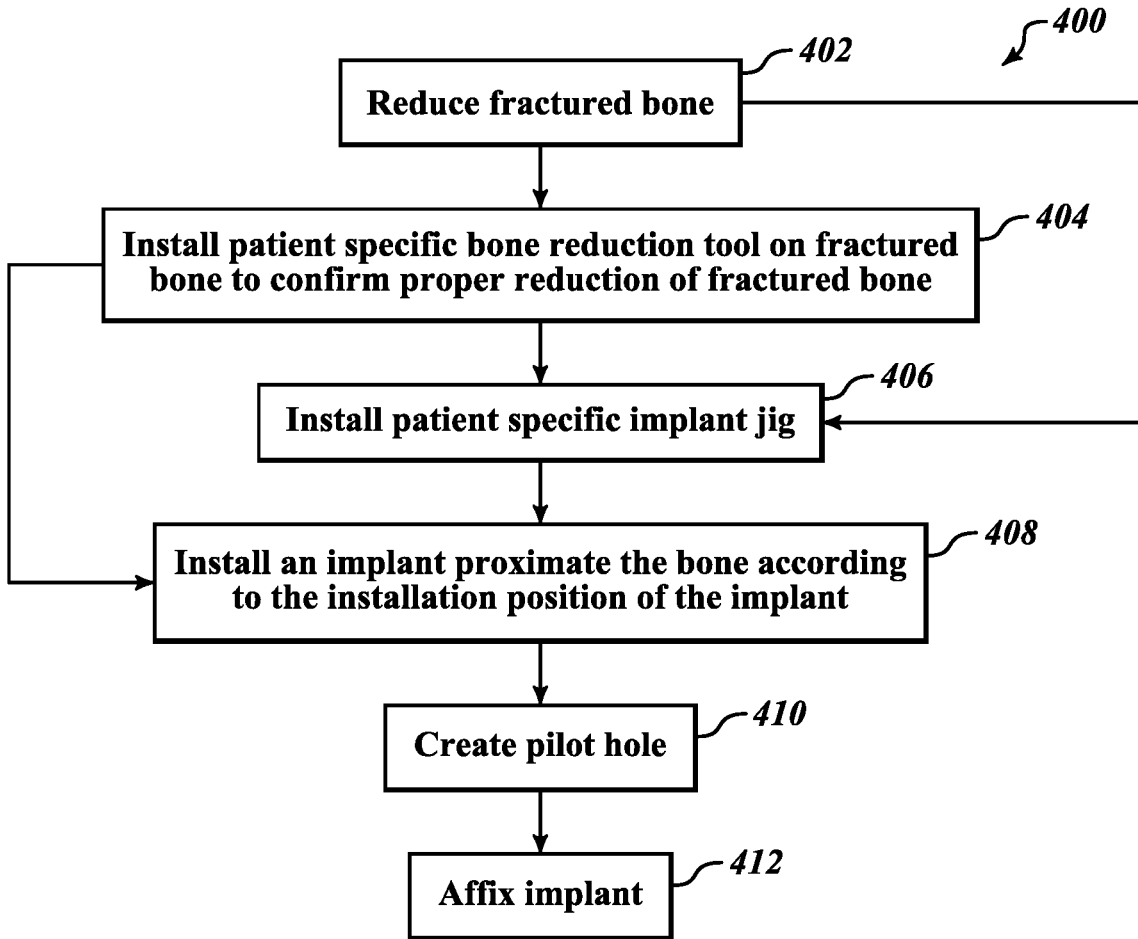 400
402
Reduce fractured bone
404
Install patient specific bone reduction tool on fractured
bone to confirm proper reduction of fractured bone
406
Install patient specific implant jig
408
Install an implant proximate the bone according
to the installation position of the implant
410
Create pilot hole
412
Affix implant